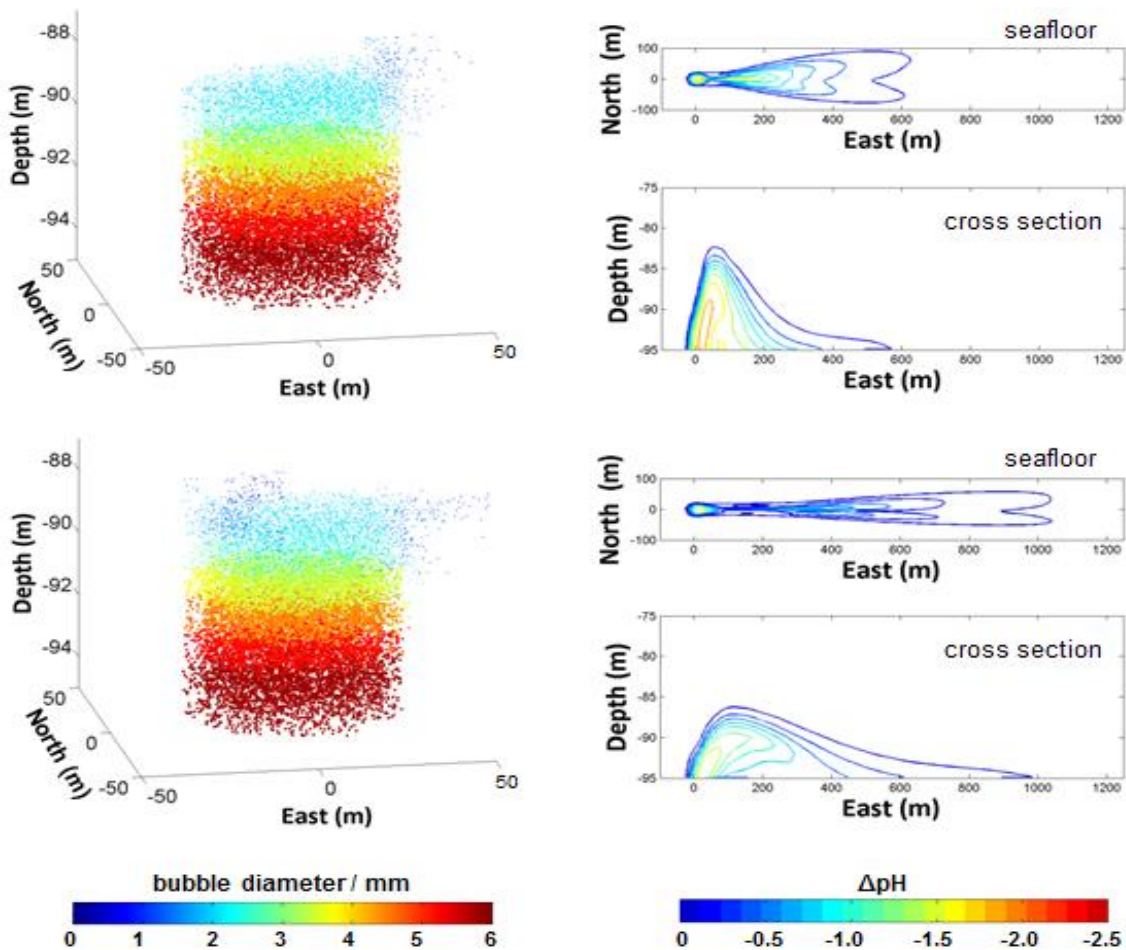 -88
-90
-92
-94
Depth (m)
50
0
-50
North (m)
-50
0
50
East (m)
seafloor
100
0
-100
North (m)
0
200
400
600
800
1000
1200
East (m)
cross section
-75
-80
-85
-90
-95
Depth (m)
0
200
400
600
800
1000
1200
East (m)
-88
-90
-92
-94
Depth (m)
50
0
-50
North (m)
-50
0
50
East (m)
seafloor
100
0
-100
North (m)
0
200
400
600
800
1000
1200
East (m)
cross section
-75
-80
-85
-90
-95
Depth (m)
0
200
400
600
800
1000
1200
East (m)
bubble diameter / mm
0 1 2 3 4 5 6
ΔpH
0 -0.5 -1.0 -1.5 -2.0 -2.5